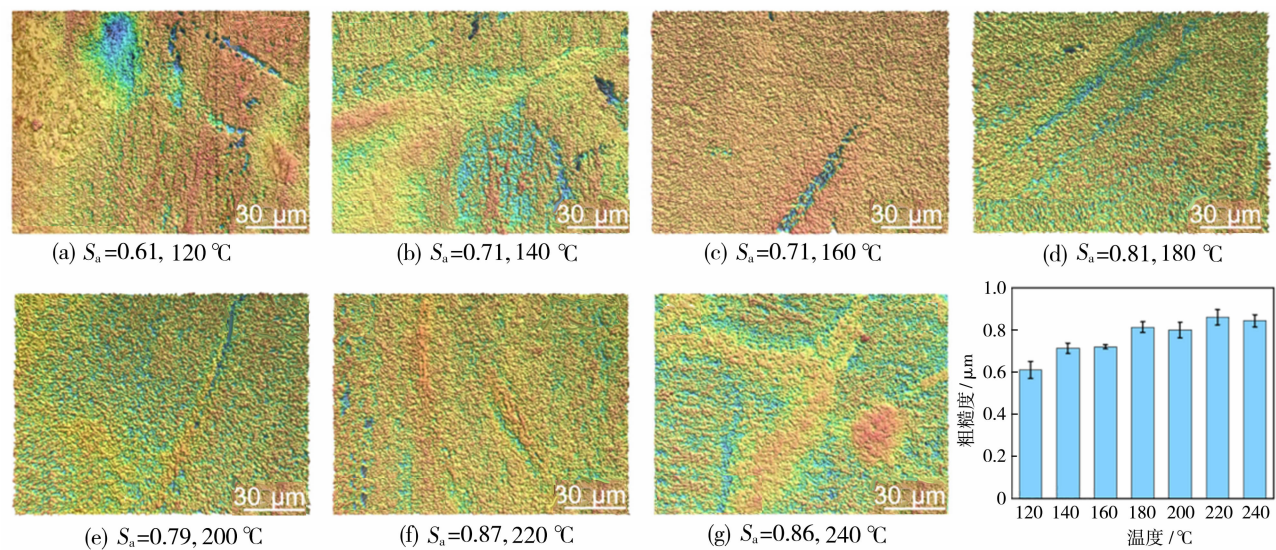 30 μm
30 μm
30 μm
30 μm
(a) Sa=0.61, 120 ℃
(b) Sa=0.71, 140 ℃
(c) Sa=0.71, 160 ℃
(d) Sa=0.81, 180 ℃
30 μm
30 μm
30 μm
(e) Sa=0.79, 200 ℃
(f) Sa=0.87, 220 ℃
(g) Sa=0.86, 240 ℃
粗糙度/μm
1.0
0.8
0.6
0.4
0.2
0
120 140 160 180 200 220 240
温度/℃